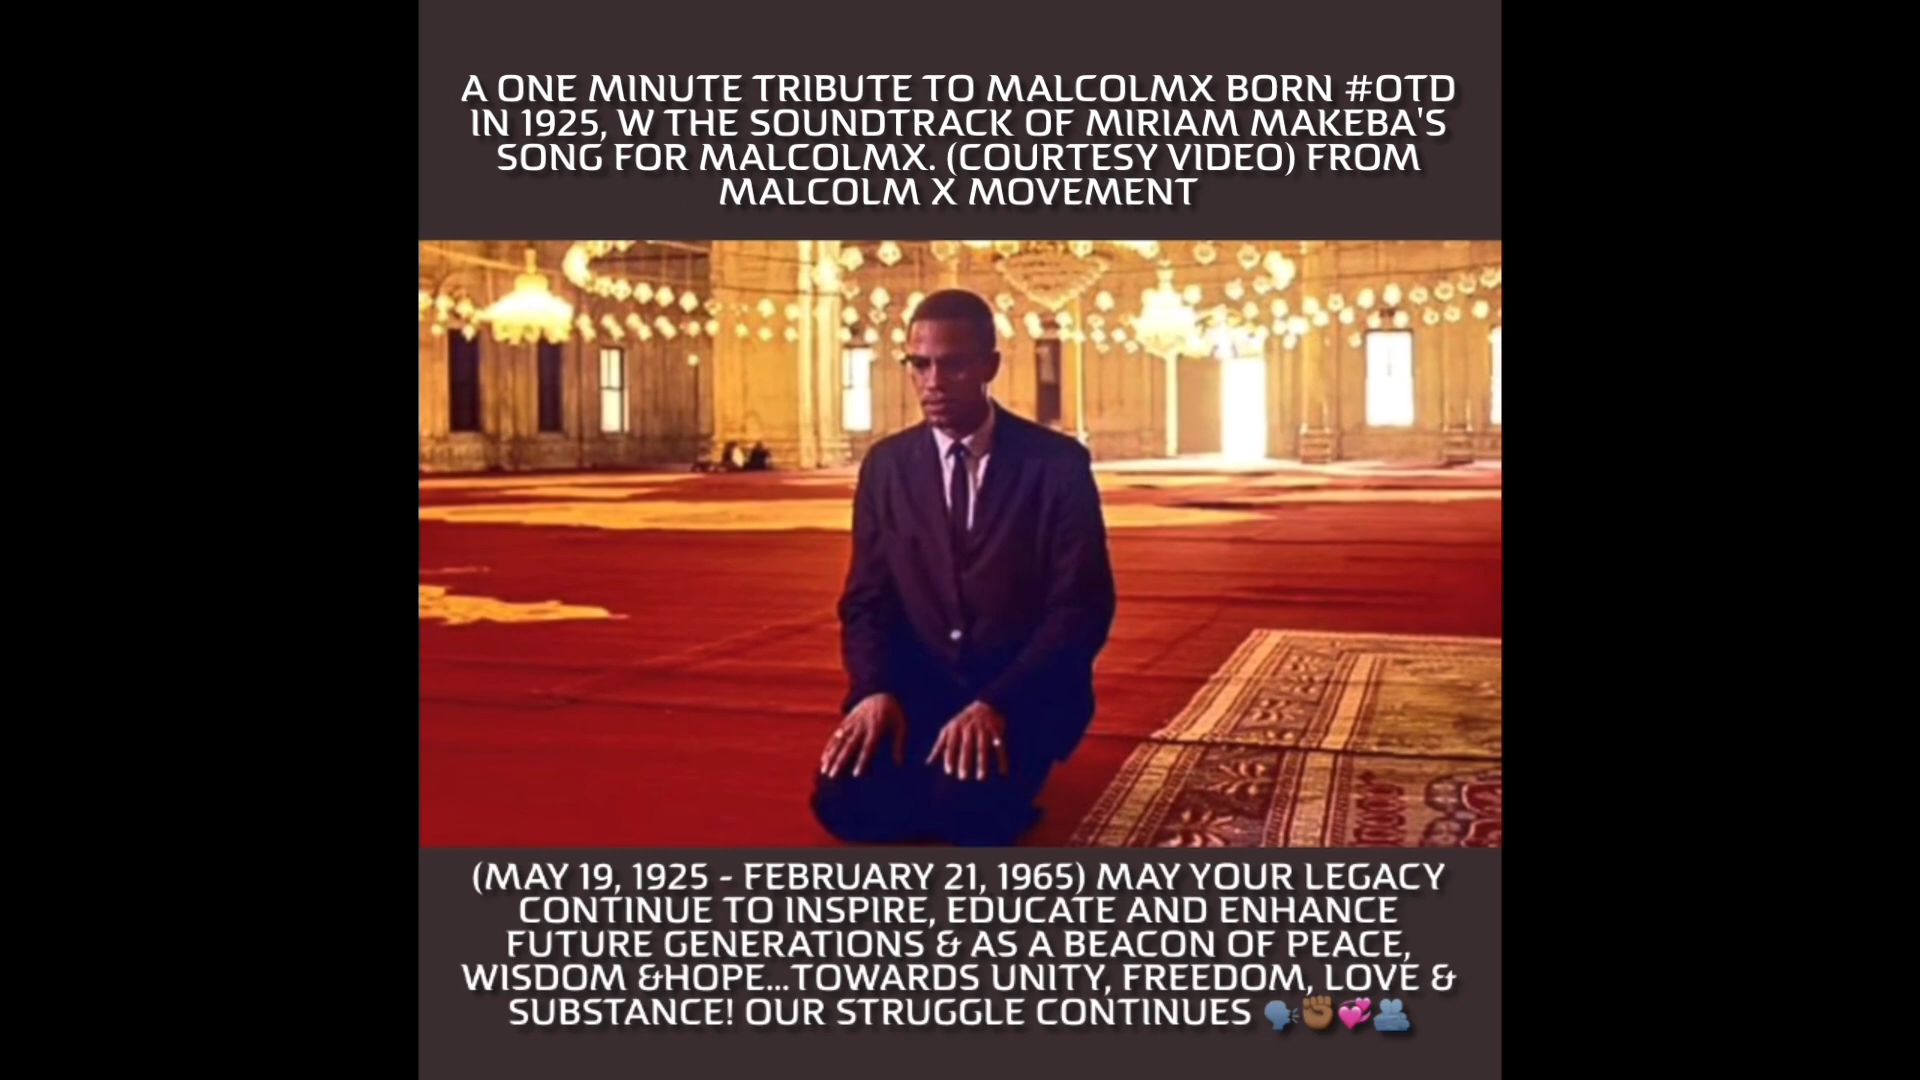 A ONE MINUTE TRIBUTE TO MALCOLMX BORN #OTD
IN 1925, W THE SOUNDTRACK OF MIRIAM MAKEBA'S
SONG FOR MALCOLMX. (COURTESY VIDEO) FROM
MALCOLM X MOVEMENT
(MAY 19, 1925 - FEBRUARY 21, 1965) MAY YOUR LEGACY
CONTINUE TO INSPIRE, EDUCATE AND ENHANCE
FUTURE GENERATIONS & AS A BEACON OF PEACE,
WISDOM &HOPE...TOWARDS UNITY, FREEDOM, LOVE &
SUBSTANCE! OUR STRUGGLE CONTINUES 🗣✊🏾💞🫂